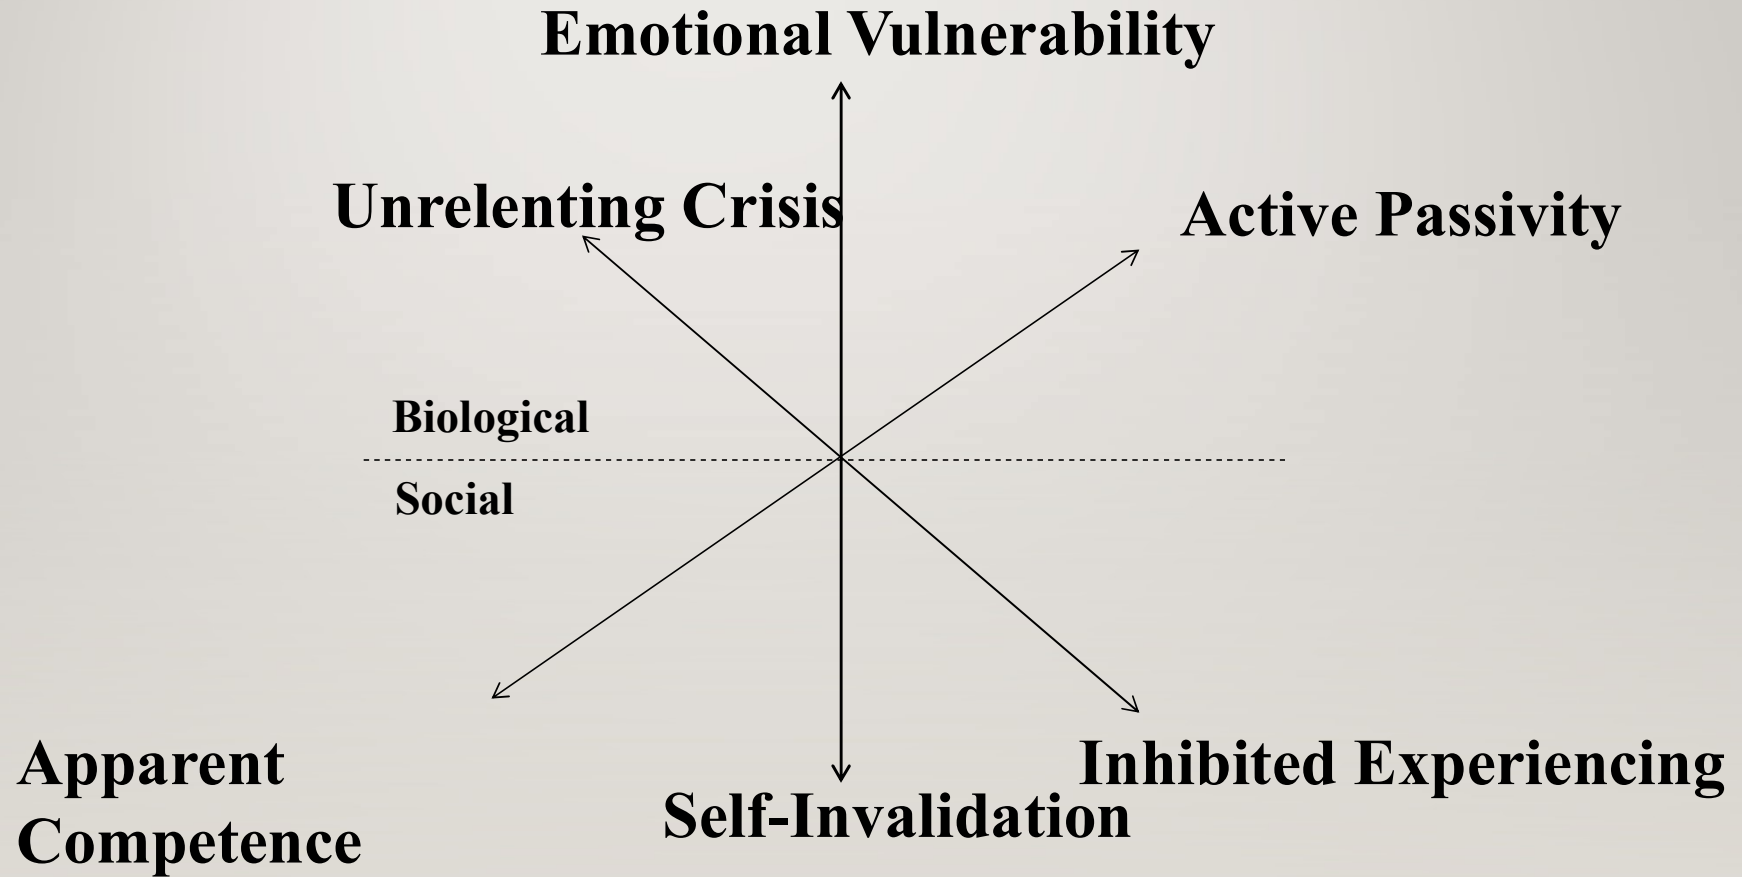 Emotional Vulnerability
Unrelenting Crisis
Active Passivity
Biological
Social
Apparent
Competence
Inhibited Experiencing
Self-Invalidation